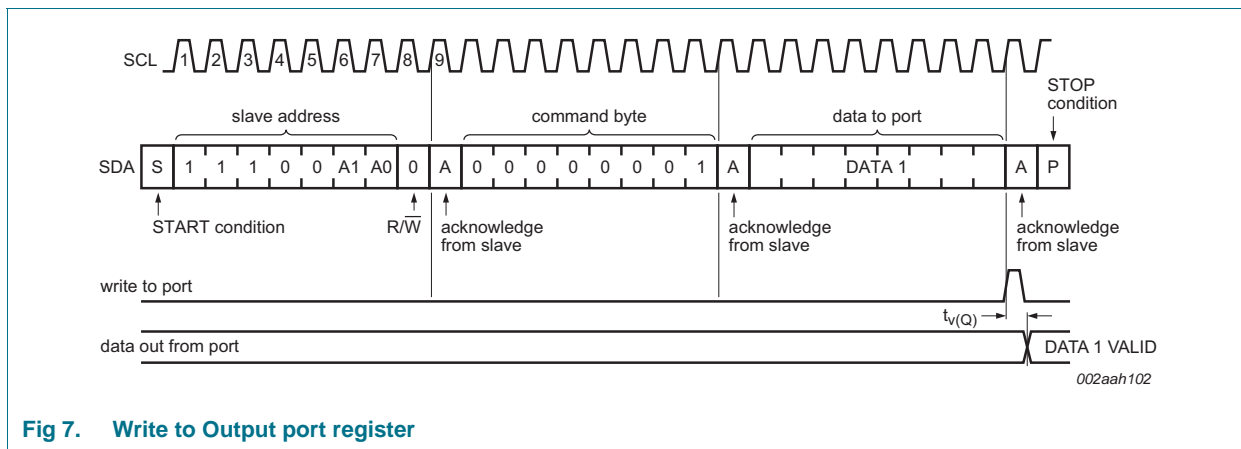 SCL 1 2 3 4 5 6 7 8 9
STOP
condition
slave address command byte data to port
SDA S 1 1 1 0 0 A1 A0 0 A 0 0 0 0 0 0 0 1 A DATA 1 A P
START condition R/W̅ acknowledge acknowledge acknowledge
from slave from slave from slave
write to port
tv(Q)
data out from port DATA 1 VALID
002aah102
Fig 7. Write to Output port register